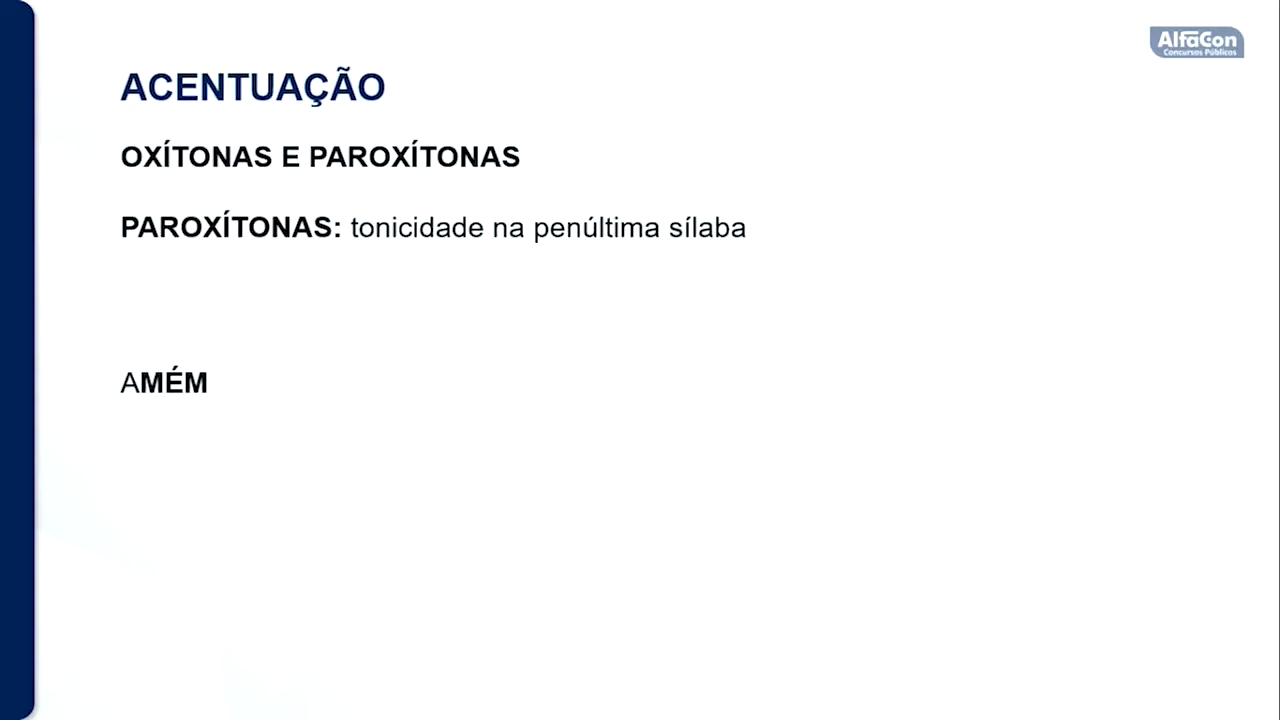 AlfaCon
Concursos Públicos
ACENTUAÇÃO
OXÍTONAS E PAROXÍTONAS
PAROXÍTONAS: tonicidade na penúltima sílaba
AMÉM